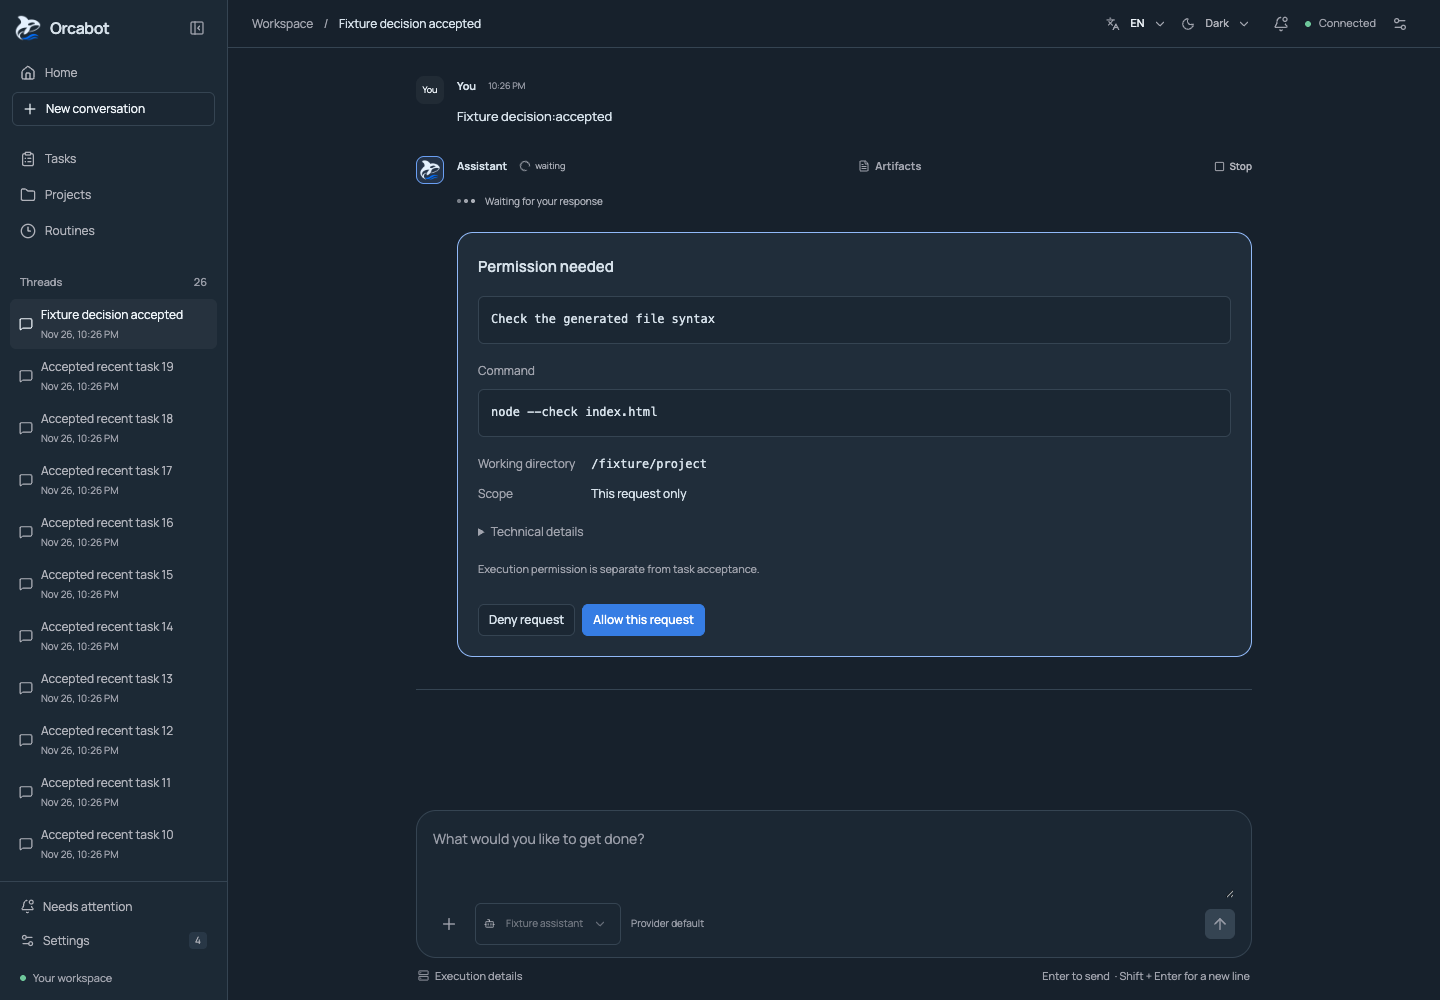 Orcabot
Home
New conversation
Tasks
Projects
Routines
Threads 26
Fixture decision accepted
Nov 26, 10:26 PM
Accepted recent task 19
Nov 26, 10:26 PM
Accepted recent task 18
Nov 26, 10:26 PM
Accepted recent task 17
Nov 26, 10:26 PM
Accepted recent task 16
Nov 26, 10:26 PM
Accepted recent task 15
Nov 26, 10:26 PM
Accepted recent task 14
Nov 26, 10:26 PM
Accepted recent task 13
Nov 26, 10:26 PM
Accepted recent task 12
Nov 26, 10:26 PM
Accepted recent task 11
Nov 26, 10:26 PM
Accepted recent task 10
Nov 26, 10:26 PM
Needs attention
Settings 4
Your workspace
Workspace / Fixture decision accepted
EN Dark Connected
You You 10:26 PM
Fixture decision:accepted
Assistant waiting Artifacts Stop
Waiting for your response
Permission needed
Check the generated file syntax
Command
node --check index.html
Working directory /fixture/project
Scope This request only
Technical details
Execution permission is separate from task acceptance.
Deny request Allow this request
What would you like to get done?
Fixture assistant Provider default
Execution details Enter to send · Shift + Enter for a new line